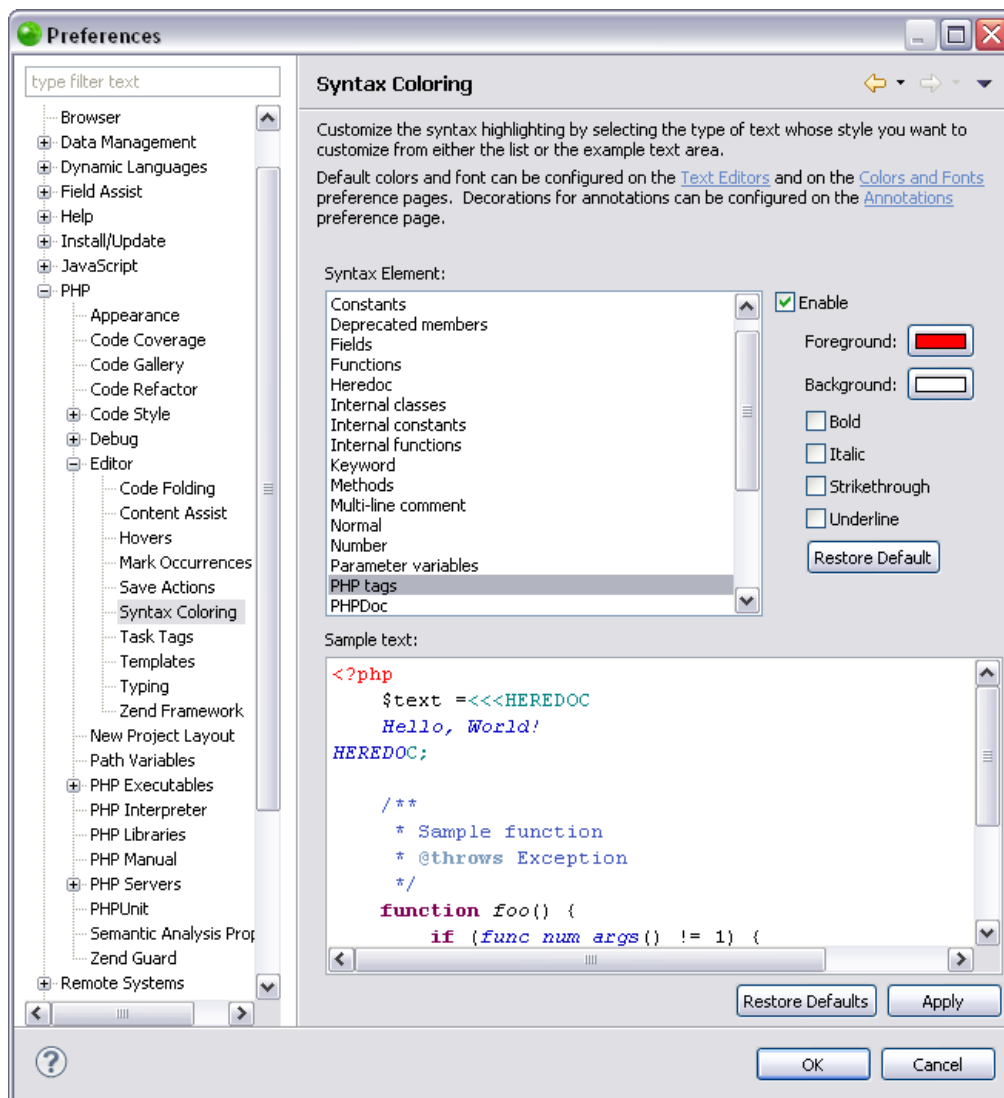 Preferences
type filter text
Browser
Data Management
Dynamic Languages
Field Assist
Help
Install/Update
JavaScript
PHP
Appearance
Code Coverage
Code Gallery
Code Refactor
Code Style
Debug
Editor
Code Folding
Content Assist
Hovers
Mark Occurrences
Save Actions
Syntax Coloring
Task Tags
Templates
Typing
Zend Framework
New Project Layout
Path Variables
PHP Executables
PHP Interpreter
PHP Libraries
PHP Manual
PHP Servers
PHPUnit
Semantic Analysis Prop
Zend Guard
Remote Systems
Syntax Coloring
Customize the syntax highlighting by selecting the type of text whose style you want to
customize from either the list or the example text area.
Default colors and font can be configured on the Text Editors and on the Colors and Fonts
preference pages. Decorations for annotations can be configured on the Annotations
preference page.
Syntax Element:
Constants
Deprecated members
Fields
Functions
Heredoc
Internal classes
Internal constants
Internal functions
Keyword
Methods
Multi-line comment
Normal
Number
Parameter variables
PHP tags
PHPDoc
Enable
Foreground:
Background:
Bold
Italic
Strikethrough
Underline
Restore Default
Sample text:
<?php
$text =<<<HEREDOC
Hello, World!
HEREDOC;
/**
* Sample function
* @throws Exception
*/
function foo() {
if (func_num_args() != 1) {
Restore Defaults
Apply
?
OK
Cancel